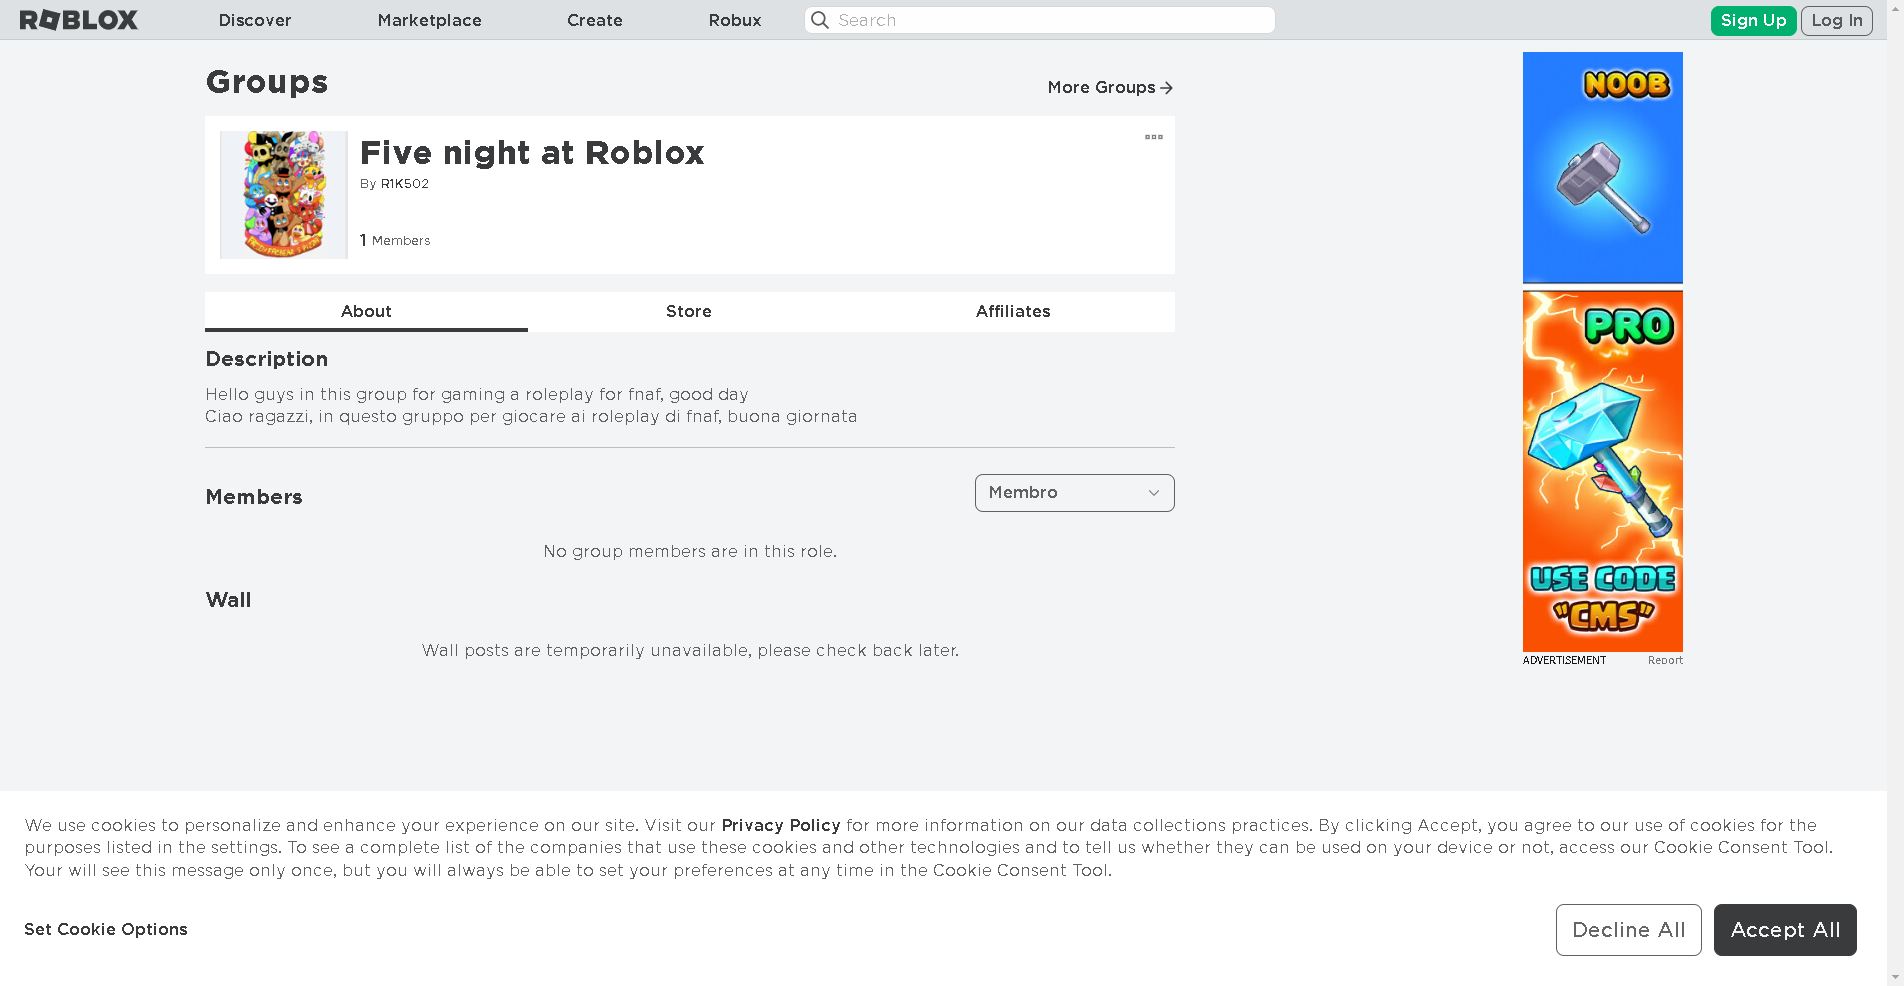 ROBLOX Discover Marketplace Create Robux Search Sign Up Log In
Groups
More Groups
Five night at Roblox
By R1K502
1 Members
About Store Affiliates
Description
Hello guys in this group for gaming a roleplay for fnaf, good day
Ciao ragazzi, in questo gruppo per giocare ai roleplay di fnaf, buona giornata
Members
Membro
No group members are in this role.
Wall
Wall posts are temporarily unavailable, please check back later.
NOOB
PRO
USE CODE
"CMS"
ADVERTISEMENT Report
We use cookies to personalize and enhance your experience on our site. Visit our Privacy Policy for more information on our data collections practices. By clicking Accept, you agree to our use of cookies for the
purposes listed in the settings. To see a complete list of the companies that use these cookies and other technologies and to tell us whether they can be used on your device or not, access our Cookie Consent Tool.
Your will see this message only once, but you will always be able to set your preferences at any time in the Cookie Consent Tool.
Set Cookie Options
Decline All
Accept All